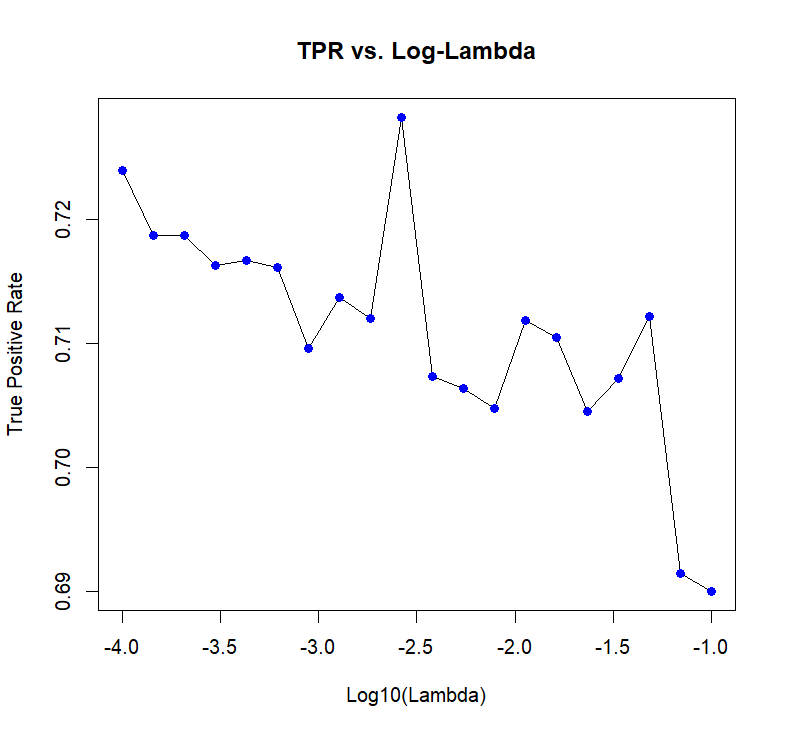 TPR vs. Log-Lambda
True Positive Rate
0.72
0.71
0.70
0.69
-4.0 -3.5 -3.0 -2.5 -2.0 -1.5 -1.0
Log10(Lambda)